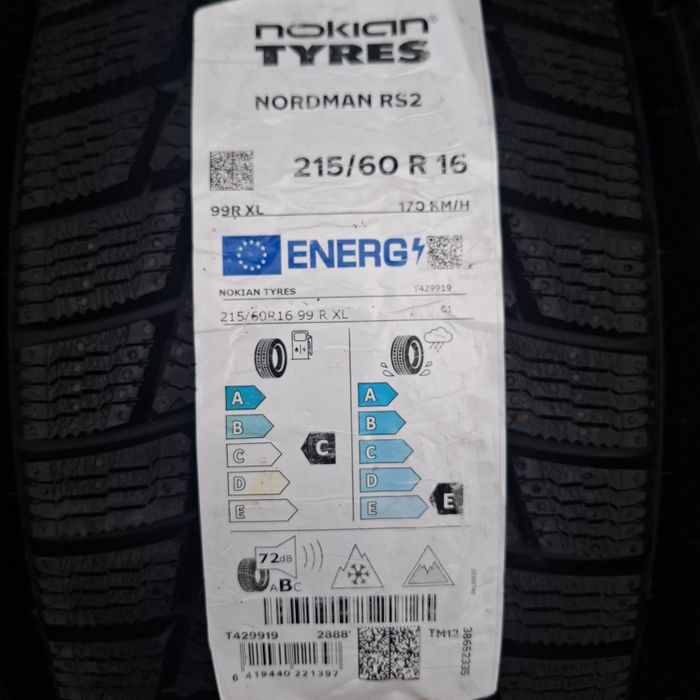 nokian®
TYRES
NORDMAN RS2
215/60 R 16
99R XL 170 KM/H
ENERG
NOKIAN TYRES T429919
215/60R16 99 R XL C1
A A
B B
C C C
D D
E E E
72dB
ABC
T429919 2888' TM12
38652335
6 419440 221397